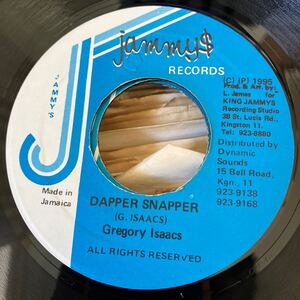 jammy$
RECORDS
JAMMY'S
(C) (P) 1996
Prod. & Arr. by:
L. James for
KING JAMMYS
Recording Studio
38 St. Lucia Rd.,
Kingston 11.
Tel: 923-8880
Made in
Jamaica
DAPPER SNAPPER
(G. ISAACS)
Gregory Isaacs
Distributed by
Dynamic
Sounds
15 Bell Road,
Kgn., 11
923-9138
923-9168
ALL RIGHTS RESERVED